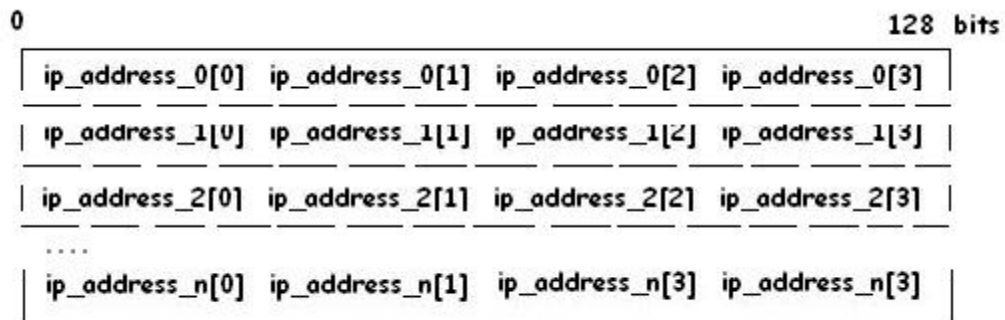 0 128 bits
ip_address_0[0] ip_address_0[1] ip_address_0[2] ip_address_0[3]
ip_address_1[0] ip_address_1[1] ip_address_1[2] ip_address_1[3]
ip_address_2[0] ip_address_2[1] ip_address_2[2] ip_address_2[3]
....
ip_address_n[0] ip_address_n[1] ip_address_n[3] ip_address_n[3]